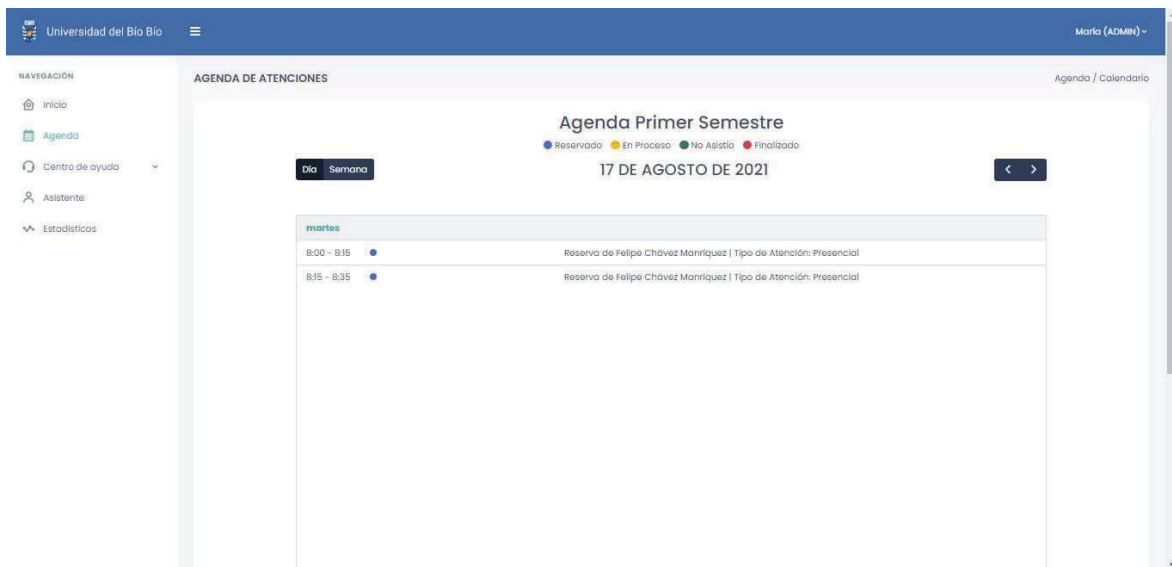 Universidad del Bío Bío
María (ADMIN)
NAVEGACIÓN
Inicio
Agenda
Centro de ayuda
Asistente
Estadísticas
AGENDA DE ATENCIONES
Agenda / Calendario
Agenda Primer Semestre
Reservado En Proceso No Asistio Finalizado
Día Semana
17 DE AGOSTO DE 2021
martes
8:00 - 8:15 Reserva de Felipe Chávez Manríquez | Tipo de Atención: Presencial
8:15 - 8:35 Reserva de Felipe Chávez Manríquez | Tipo de Atención: Presencial